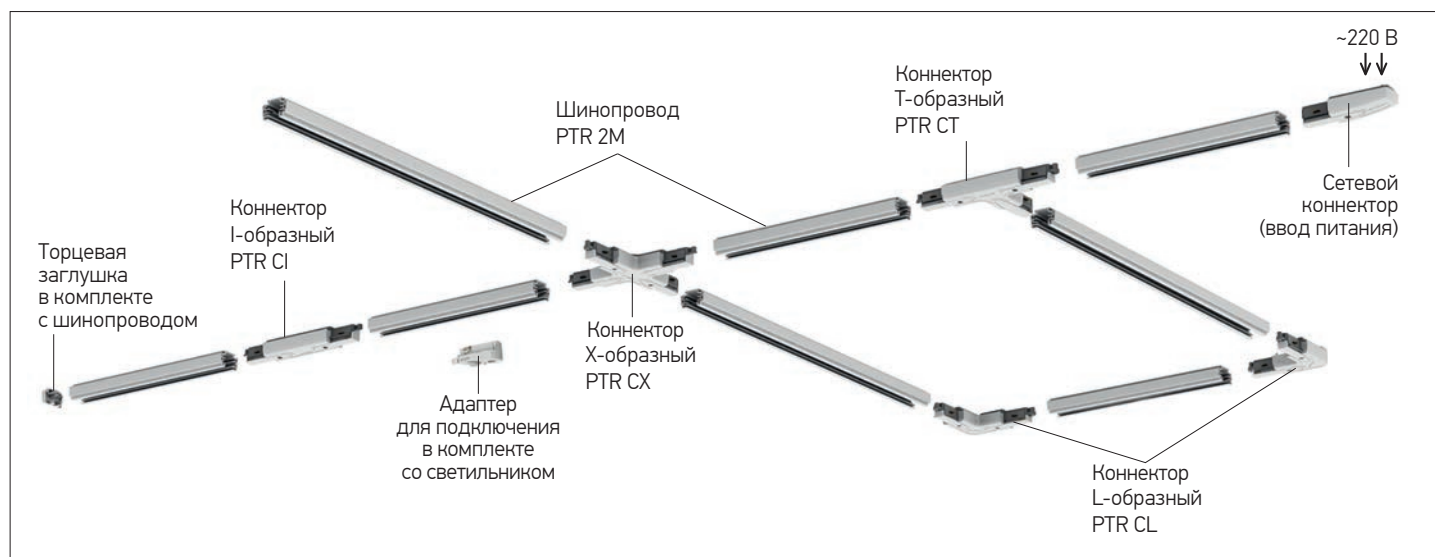 ~220 В
Коннектор
T-образный
PTR CT
Шинопровод
PTR 2M
Сетевой
коннектор
(ввод питания)
Коннектор
I-образный
PTR CI
Торцевая
заглушка
в комплекте
с шинопроводом
Коннектор
X-образный
PTR CX
Адаптер
для подключения
в комплекте
со светильником
Коннектор
L-образный
PTR CL